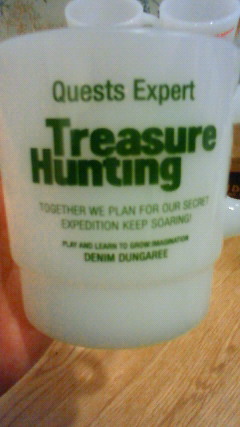 Quests Expert
Treasure
Hunting
TOGETHER WE PLAN FOR OUR SECRET
EXPEDITION KEEP SOARING!
PLAY AND LEARN TO GROW IMAGINATION
DENIM DUNGAREE